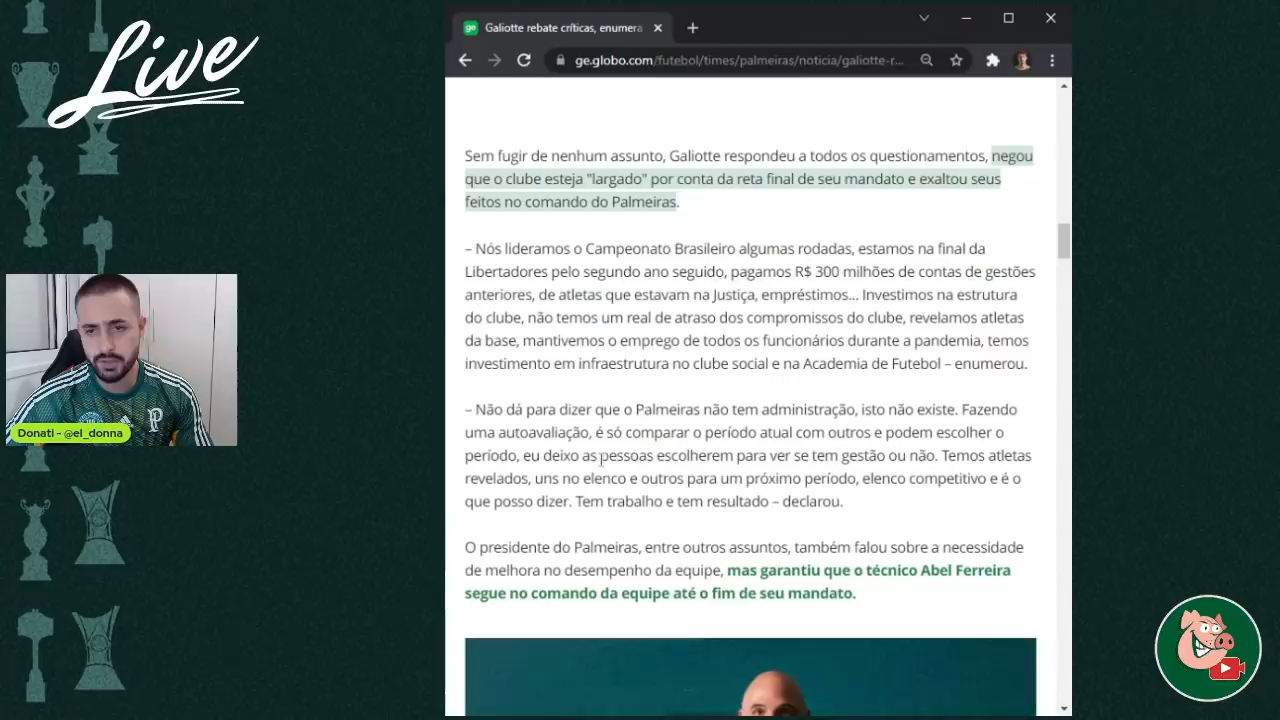 Live
Galiotte rebate críticas, enumera
ge.globo.com/futebol/times/palmeiras/noticia/galiotte-r...
Sem fugir de nenhum assunto, Galiotte respondeu a todos os questionamentos, negou
que o clube esteja "largado" por conta da reta final de seu mandato e exaltou seus
feitos no comando do Palmeiras.
– Nós lideramos o Campeonato Brasileiro algumas rodadas, estamos na final da
Libertadores pelo segundo ano seguido, pagamos R$ 300 milhões de contas de gestões
anteriores, de atletas que estavam na Justiça, empréstimos... Investimos na estrutura
do clube, não temos um real de atraso dos compromissos do clube, revelamos atletas
da base, mantivemos o emprego de todos os funcionários durante a pandemia, temos
investimento em infraestrutura no clube social e na Academia de Futebol – enumerou.
– Não dá para dizer que o Palmeiras não tem administração, isto não existe. Fazendo
uma autoavaliação, é só comparar o período atual com outros e podem escolher o
período, eu deixo as pessoas escolherem para ver se tem gestão ou não. Temos atletas
revelados, uns no elenco e outros para um próximo período, elenco competitivo e é o
que posso dizer. Tem trabalho e tem resultado – declarou.
O presidente do Palmeiras, entre outros assuntos, também falou sobre a necessidade
de melhora no desempenho da equipe, mas garantiu que o técnico Abel Ferreira
segue no comando da equipe até o fim de seu mandato.
Donati - @el_donna